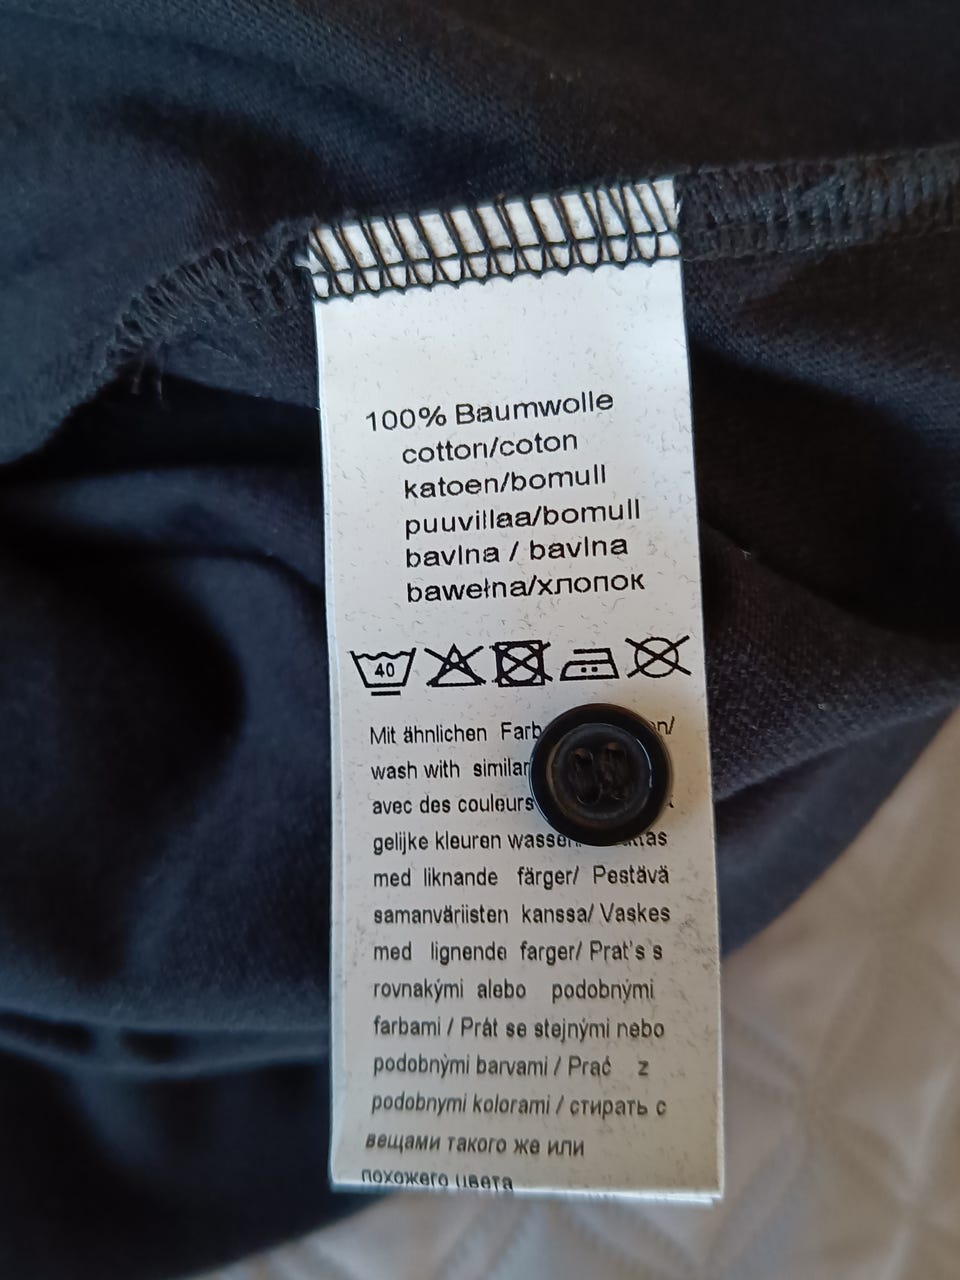 100% Baumwolle
cotton/coton
katoen/bomull
puuvillaa/bomull
bavlna / bavlna
bawełna/хлопок
40
Mit ähnlichen
wash with similar
avec des couleurs
gelijke kleuren
med liknande färger/ Pestävä
samanväriisten kanssa/ Vaskes
med lignende farger/ Prat's s
rovnakými alebo podobnými
farbami / Prát se stejnými nebo
podobnými barvami / Prać z
podobnymi kolorami / стирать с
вещами такого же или
похожего цвета